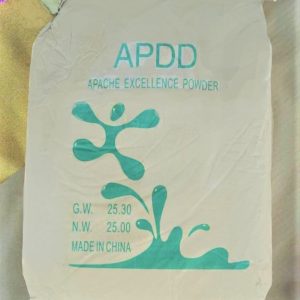 APDD
APACHE EXCELLENCE POWDER
G.W. 25.30
N.W. 25.00
MADE IN CHINA